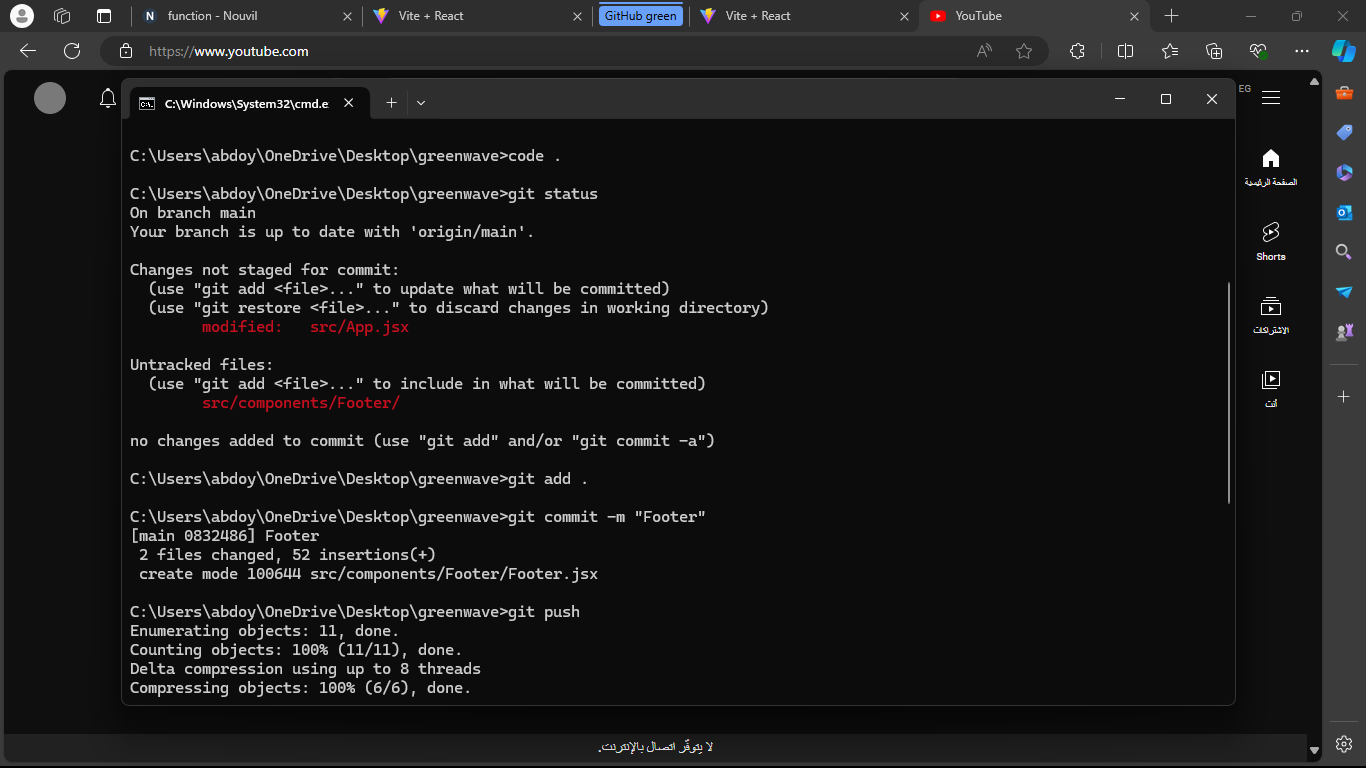 function - Nouvil
Vite + React
GitHub green
Vite + React
YouTube
https://www.youtube.com
C:\Windows\System32\cmd.e
EG
C:\Users\abdoy\OneDrive\Desktop\greenwave>code .
C:\Users\abdoy\OneDrive\Desktop\greenwave>git status
On branch main
Your branch is up to date with 'origin/main'.
Changes not staged for commit:
(use "git add <file>..." to update what will be committed)
(use "git restore <file>..." to discard changes in working directory)
modified:   src/App.jsx
Untracked files:
(use "git add <file>..." to include in what will be committed)
src/components/Footer/
no changes added to commit (use "git add" and/or "git commit -a")
C:\Users\abdoy\OneDrive\Desktop\greenwave>git add .
C:\Users\abdoy\OneDrive\Desktop\greenwave>git commit -m "Footer"
[main 0832486] Footer
2 files changed, 52 insertions(+)
create mode 100644 src/components/Footer/Footer.jsx
C:\Users\abdoy\OneDrive\Desktop\greenwave>git push
Enumerating objects: 11, done.
Counting objects: 100% (11/11), done.
Delta compression using up to 8 threads
Compressing objects: 100% (6/6), done.
الصفحة الرئيسية
Shorts
الاشتراكات
أنت
لا يتوفّر اتصال بالإنترنت.